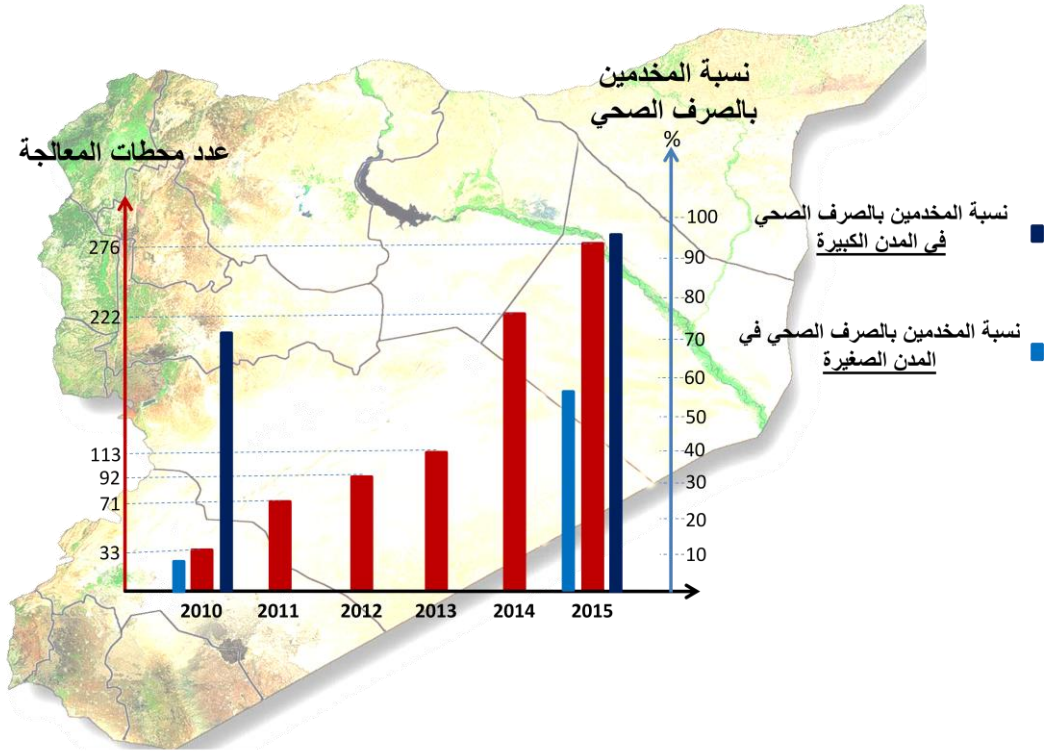 نسبة المخدمين
بالصرف الصحي
%
عدد محطات المعالجة
276
222
113
92
71
33
100
90
80
70
60
50
40
30
20
10
2010 2011 2012 2013 2014 2015
نسبة المخدمين بالصرف الصحي
في المدن الكبيرة
نسبة المخدمين بالصرف الصحي في
المدن الصغيرة